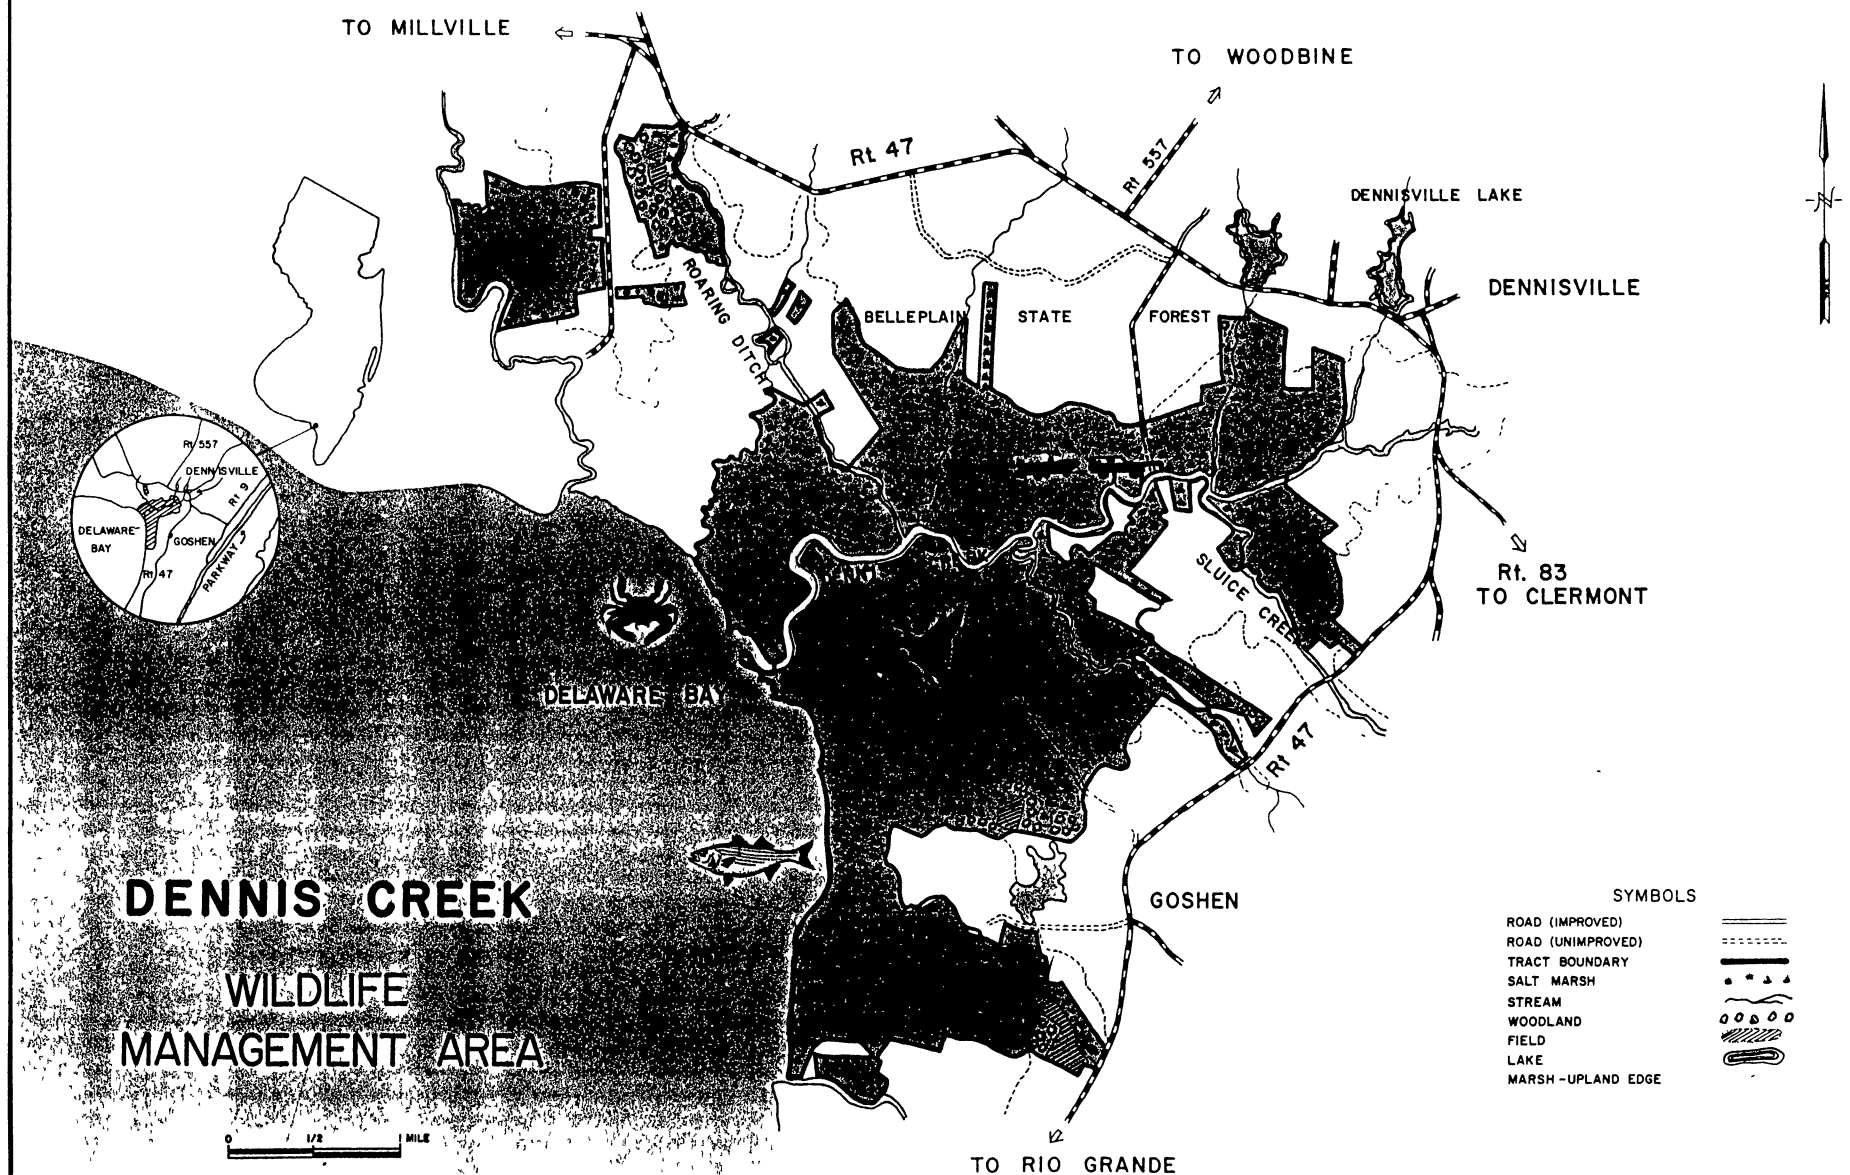 TO MILLVILLE
TO WOODBINE
Rt. 47
Rt 557
DENNISVILLE LAKE
DENNISVILLE
ROARING DITCH
BELLEPLAIN STATE FOREST
Rt 557
DENNISVILLE
Rt 9
DELAWARE
BAY
GOSHEN
PARKWAY
Rt 47
SLUICE CREEK
Rt. 83
TO CLERMONT
DELAWARE BAY
Rt 47
GOSHEN
DENNIS CREEK
WILDLIFE
MANAGEMENT AREA
SYMBOLS
ROAD (IMPROVED)
ROAD (UNIMPROVED)
TRACT BOUNDARY
SALT MARSH
STREAM
WOODLAND
FIELD
LAKE
MARSH-UPLAND EDGE
0 1/2 1 MILE
TO RIO GRANDE
N